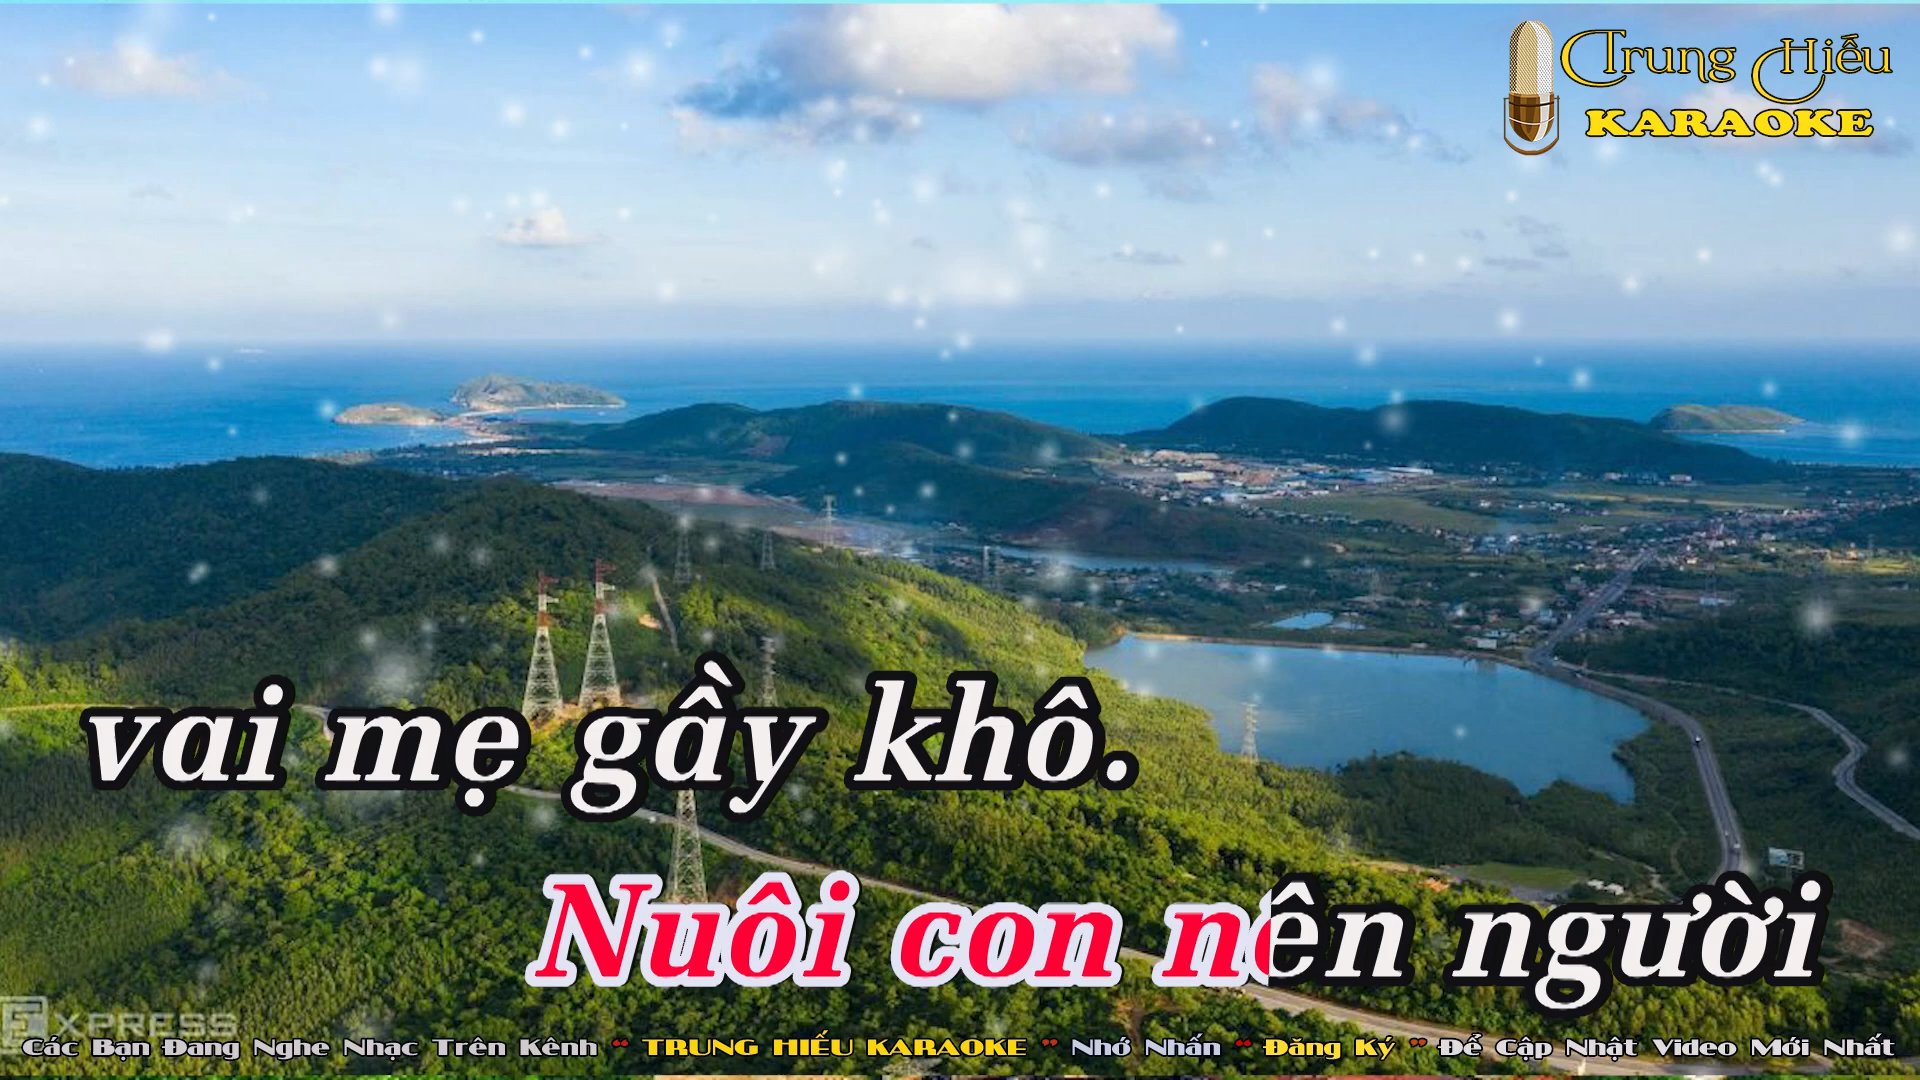 Trung Hiếu
KARAOKE
vai mẹ gầy khô.
Nuôi con nên người
EXPRESS
Các Bạn Đang Nghe Nhạc Trên Kênh “ TRUNG HIẾU KARAOKE ” Nhớ Nhấn “ Đăng Ký ” Để Cập Nhật Video Mới Nhất